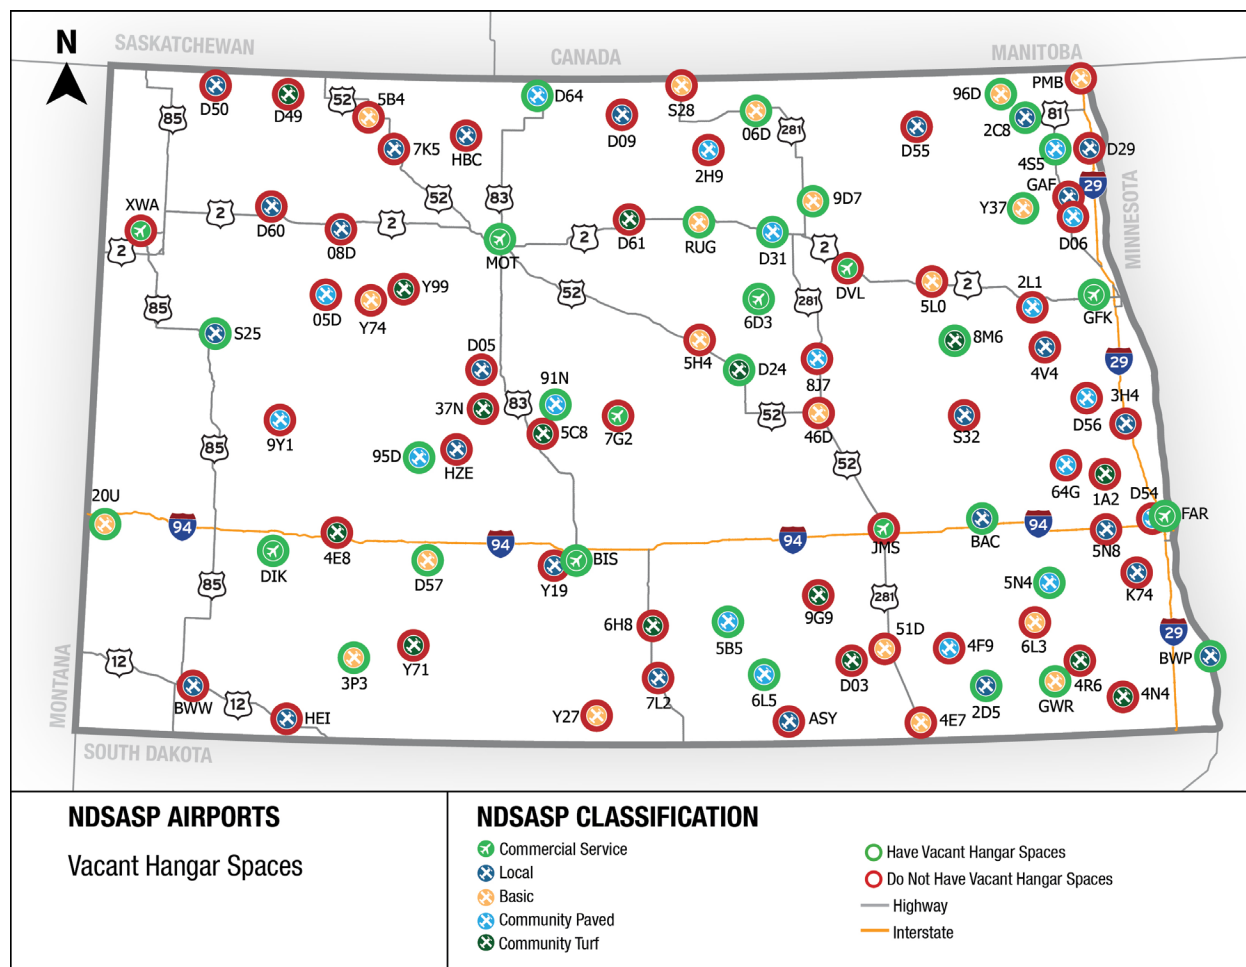 SASKATCHEWAN
CANADA
MANITOBA
N
PMB
96D
D64
52
5B4
S28
D50
D49
85
06D
81
2C8
281
D09
D55
7K5
HBC
4S5
D29
2H9
GAF
29
MINNESOTA
52
83
XWA
9D7
Y37
2
D60
2
08D
2
D61
RUG
D06
2
MOT
D31
2
DVL
2L1
Y99
52
5L0
2
85
05D
Y74
6D3
281
GFK
S25
8M6
5H4
4V4
D05
D24
29
8J7
91N
3H4
37N
83
D56
9Y1
5C8
7G2
52
46D
S32
85
95D
HZE
52
64G
1A2
D54
20U
FAR
94
94
94
94
BAC
JMS
5N8
4E8
DIK
D57
Y19
BIS
5N4
K74
85
9G9
281
6H8
5B5
51D
6L3
29
4F9
BWP
MONTANA
12
Y71
3P3
D03
4R6
6L5
GWR
4N4
2D5
7L2
BWW
12
HEI
Y27
ASY
4E7
SOUTH DAKOTA
NDSASP AIRPORTS
Vacant Hangar Spaces
NDSASP CLASSIFICATION
Commercial Service
Local
Basic
Community Paved
Community Turf
Have Vacant Hangar Spaces
Do Not Have Vacant Hangar Spaces
Highway
Interstate